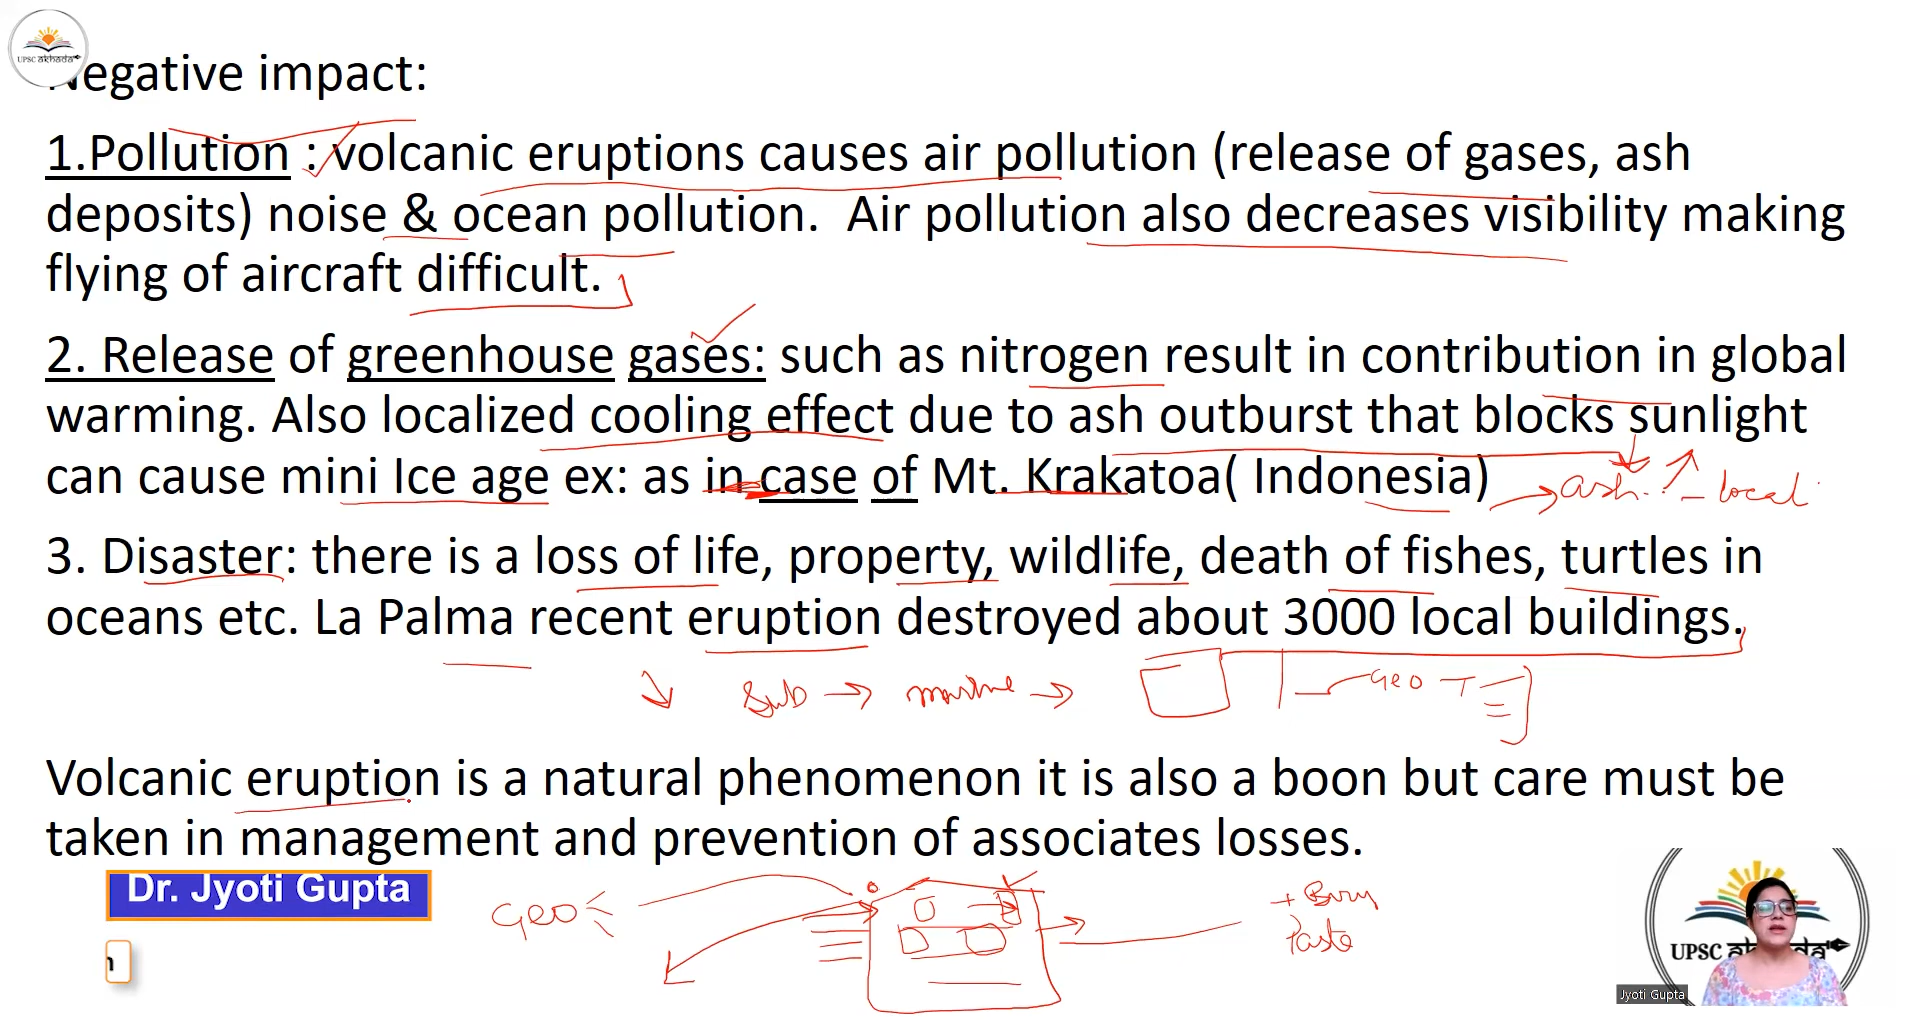 UPSC akhada
Negative impact:
1.Pollution : volcanic eruptions causes air pollution (release of gases, ash
deposits) noise & ocean pollution.  Air pollution also decreases visibility making
flying of aircraft difficult.
2. Release of greenhouse gases: such as nitrogen result in contribution in global
warming. Also localized cooling effect due to ash outburst that blocks sunlight
can cause mini Ice age ex: as in case of Mt. Krakatoa( Indonesia)
ash. - local
3. Disaster: there is a loss of life, property, wildlife, death of fishes, turtles in
oceans etc. La Palma recent eruption destroyed about 3000 local buildings.
Sub → marine →
Geo T
Volcanic eruption is a natural phenomenon it is also a boon but care must be
taken in management and prevention of associates losses.
Dr. Jyoti Gupta
Geo
Paste
UPSC
Jyoti Gupta